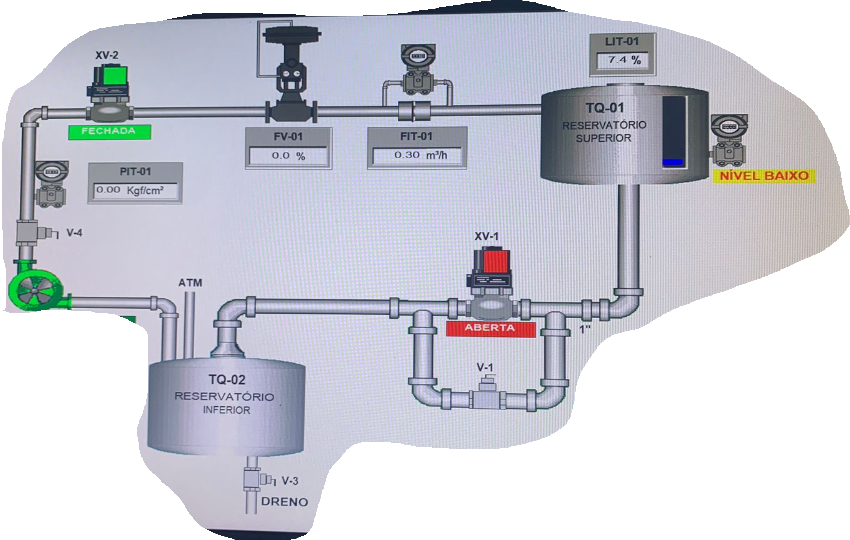 LIT-01
7.4 %
XV-2
FECHADA
FV-01
0.0 %
FIT-01
0.30 m³/h
TQ-01
RESERVATÓRIO
SUPERIOR
NÍVEL BAIXO
PIT-01
0.00 Kgf/cm²
V-4
XV-1
ABERTA
1"
ATM
V-1
TQ-02
RESERVATÓRIO
INFERIOR
V-3
DRENO